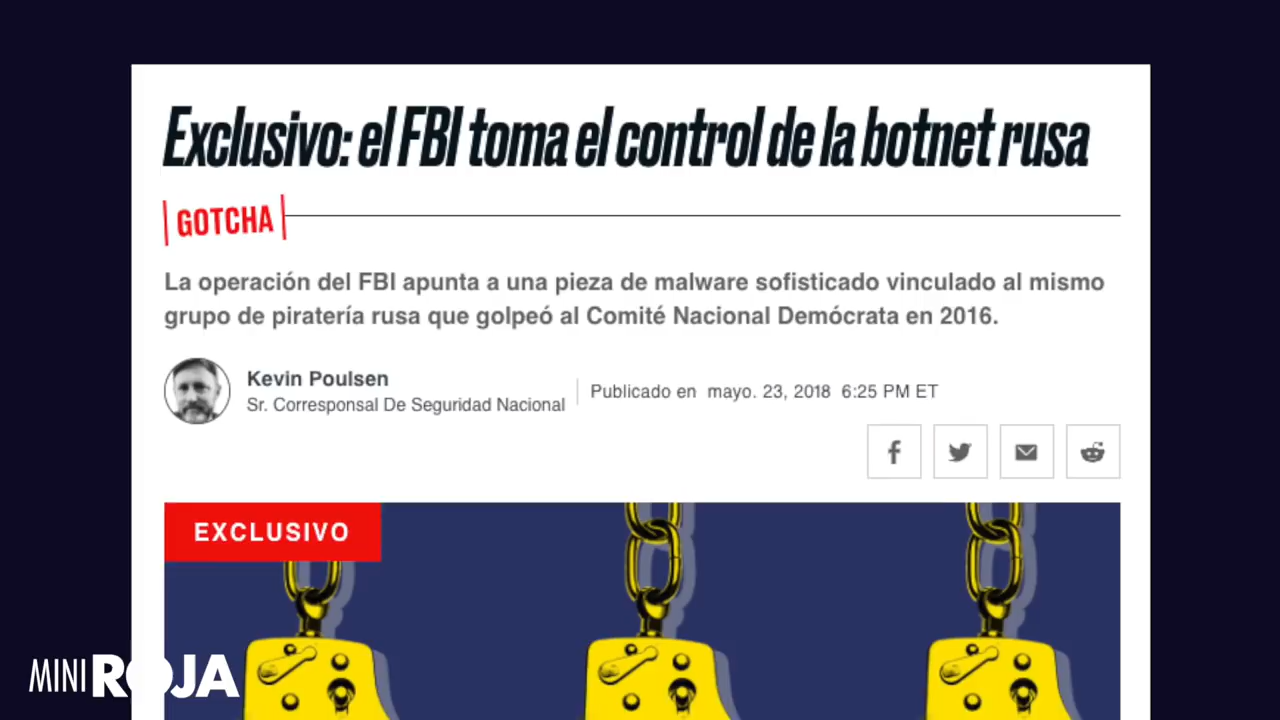 Exclusivo: el FBI toma el control de la botnet rusa
GOTCHA
La operación del FBI apunta a una pieza de malware sofisticado vinculado al mismo
grupo de piratería rusa que golpeó al Comité Nacional Demócrata en 2016.
Kevin Poulsen
Sr. Corresponsal De Seguridad Nacional
Publicado en mayo. 23, 2018 6:25 PM ET
EXCLUSIVO
MINI ROJA